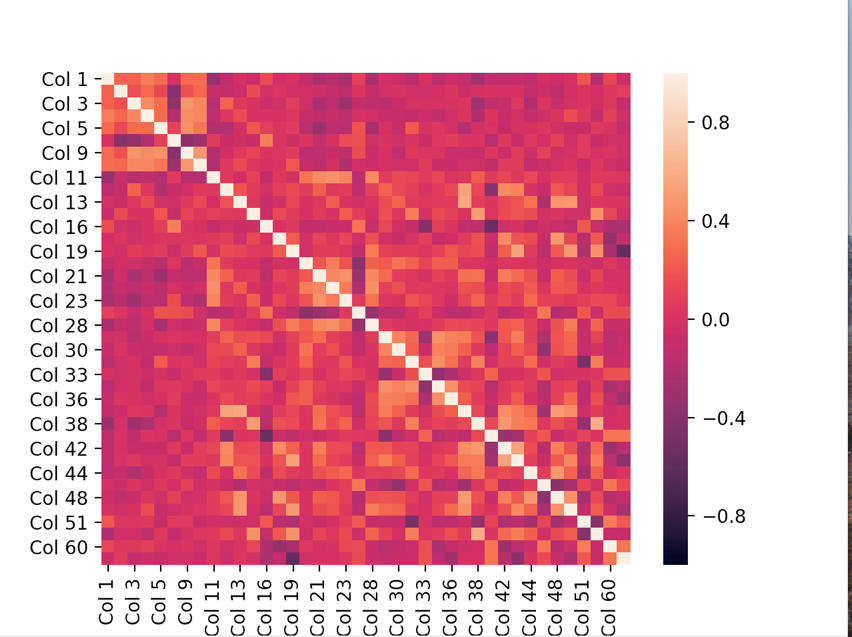 Col 1
Col 3
Col 5
Col 9
Col 11
Col 13
Col 16
Col 19
Col 21
Col 23
Col 28
Col 30
Col 33
Col 36
Col 38
Col 42
Col 44
Col 48
Col 51
Col 60
0.8
0.4
0.0
−0.4
−0.8
Col 1
Col 3
Col 5
Col 9
Col 11
Col 13
Col 16
Col 19
Col 21
Col 23
Col 28
Col 30
Col 33
Col 36
Col 38
Col 42
Col 44
Col 48
Col 51
Col 60